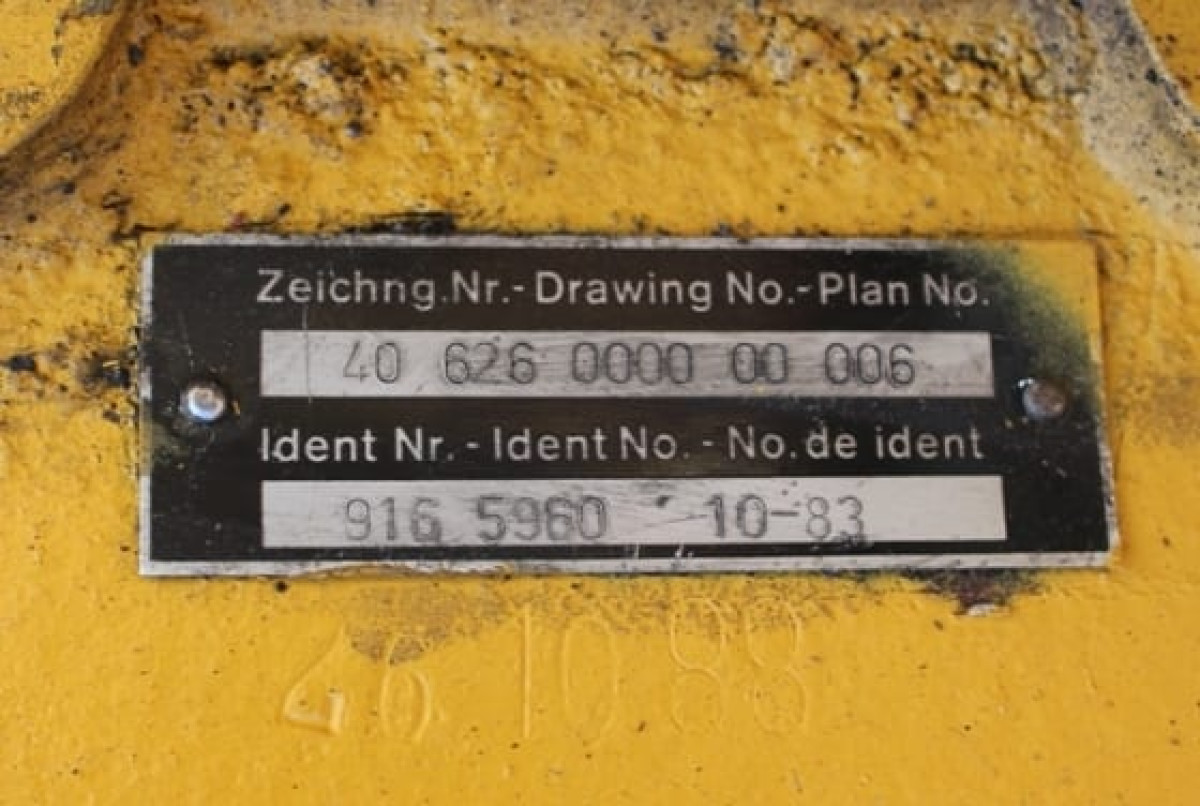 Zeichng.Nr.-Drawing No.-Plan No.
40 626 0000 00 006
Ident Nr. - Ident No. - No. de ident
916 5960 10-83
46 10 88